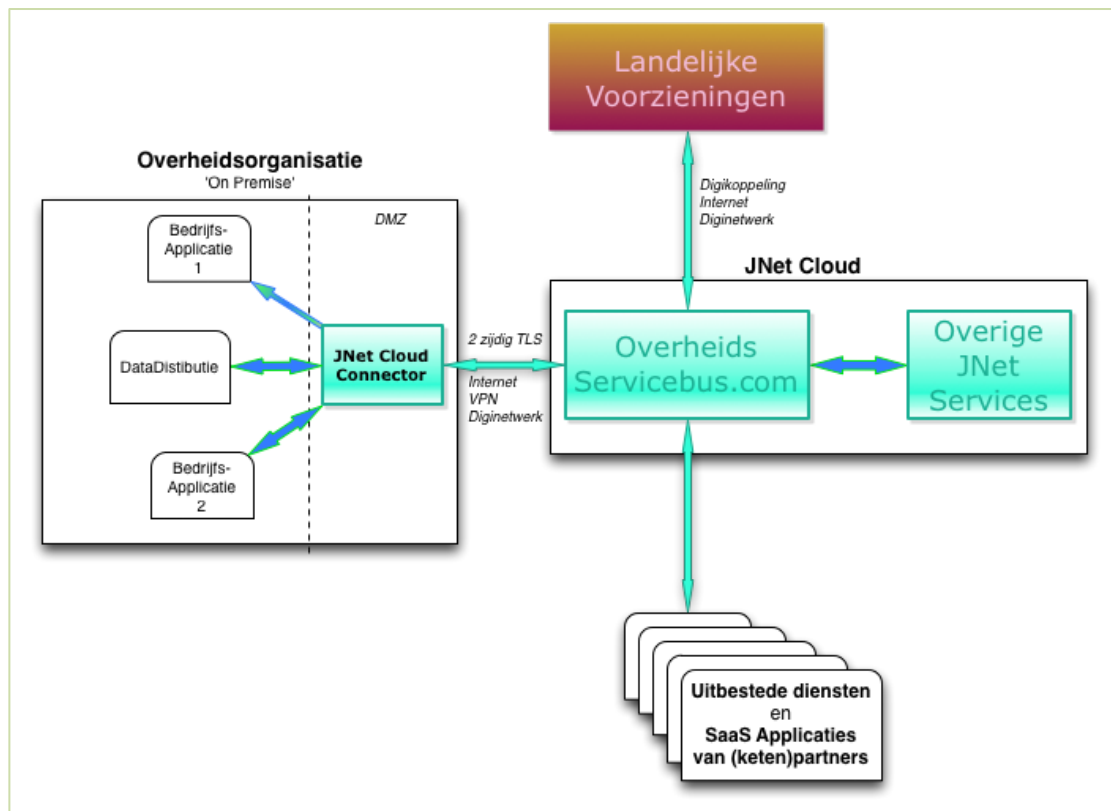 Landelijke
Voorzieningen
Overheidsorganisatie
'On Premise'
DMZ
Bedrijfs-
Applicatie
1
DataDistibutie
Bedrijfs-
Applicatie
2
JNet Cloud
Connector
2 zijdig TLS
Internet
VPN
Diginetwerk
Digikoppeling
Internet
Diginetwerk
JNet Cloud
Overheids
Servicebus.com
Overige
JNet
Services
Uitbestede diensten
en
SaaS Applicaties
van (keten)partners